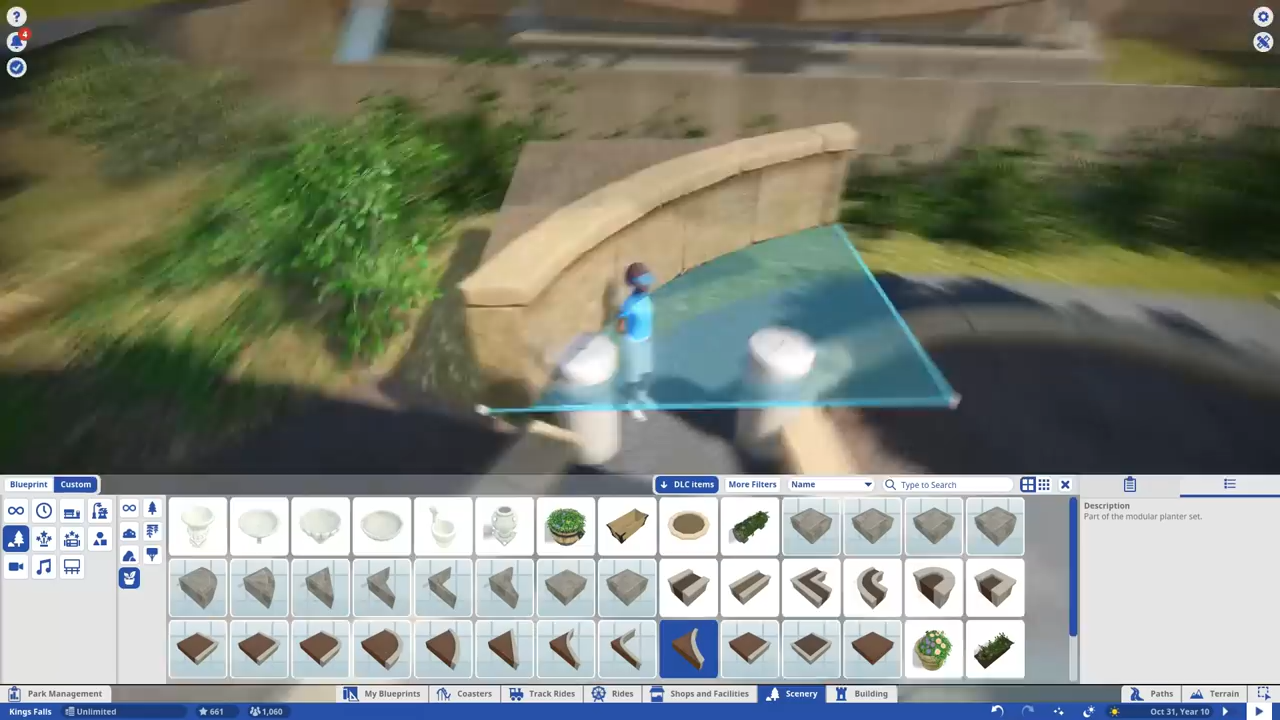 ?
4
Blueprint
Custom
DLC items
More Filters
Name
Type to Search
Description
Part of the modular planter set.
Park Management
My Blueprints
Coasters
Track Rides
Rides
Shops and Facilities
Scenery
Building
Paths
Terrain
Kings Falls
Unlimited
661
1,060
Oct 31, Year 10